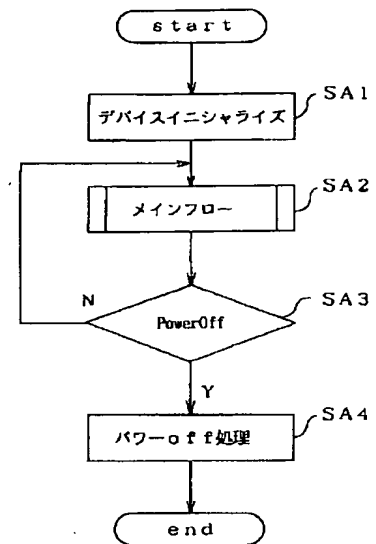 start
デバイスイニシャライズ
SA1
メインフロー
SA2
N
PowerOff
SA3
Y
パワーoff処理
SA4
end